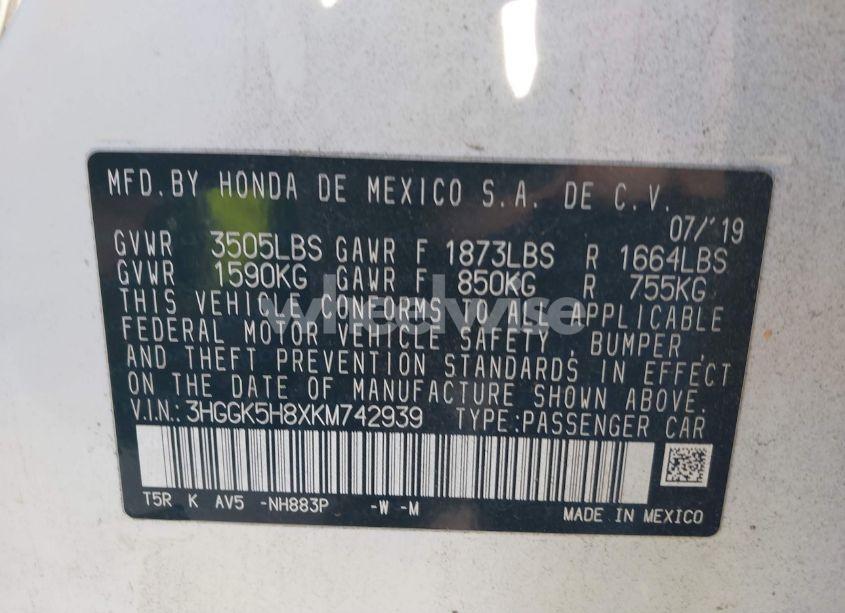 MFD. BY HONDA DE MEXICO S.A. DE C.V.
07/'19
GVWR 3505LBS GAWR F 1873LBS R 1664LBS
GVWR 1590KG GAWR F 850KG R 755KG
THIS VEHICLE CONFORMS TO ALL APPLICABLE
FEDERAL MOTOR VEHICLE SAFETY , BUMPER ,
AND THEFT PREVENTION STANDARDS IN EFFECT
ON THE DATE OF MANUFACTURE SHOWN ABOVE.
V.I.N.: 3HGGK5H8XKM742939 TYPE: PASSENGER CAR
T5R K AV5 -NH883P -W -M
MADE IN MEXICO
wheelwise